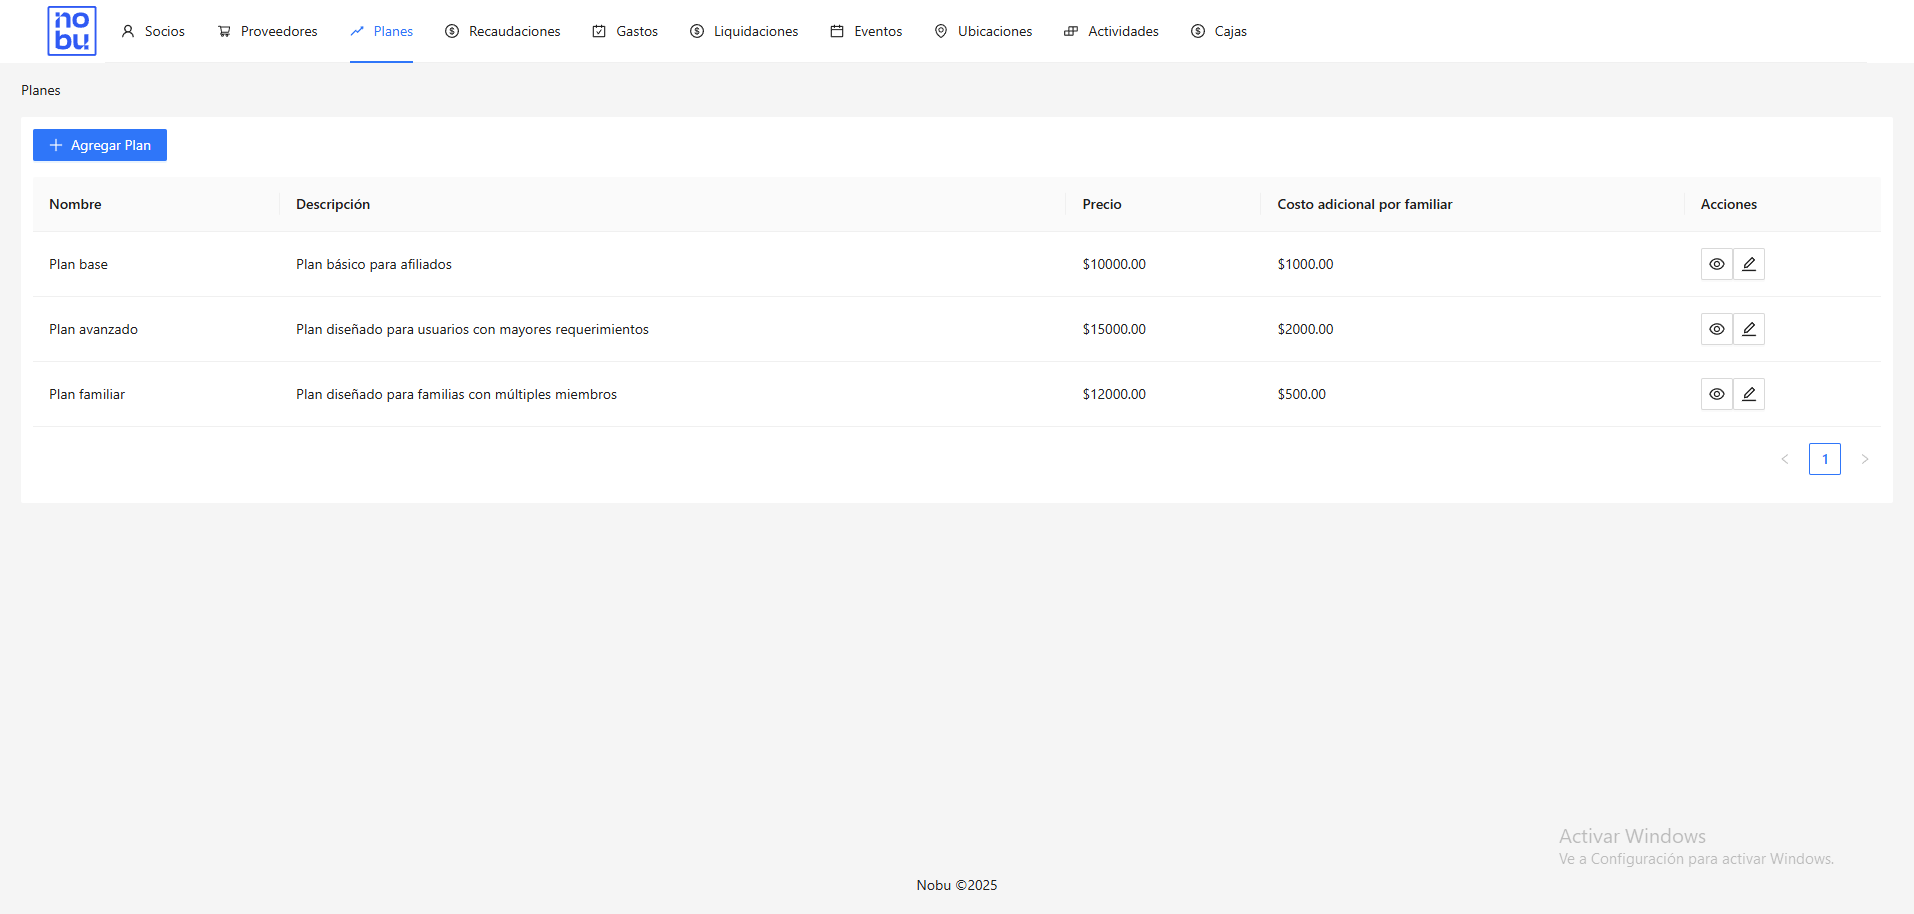 nobu
Socios Proveedores Planes Recaudaciones Gastos Liquidaciones Eventos Ubicaciones Actividades Cajas
Planes
Agregar Plan
Nombre Descripción Precio Costo adicional por familiar Acciones
Plan base Plan básico para afiliados $10000.00 $1000.00
Plan avanzado Plan diseñado para usuarios con mayores requerimientos $15000.00 $2000.00
Plan familiar Plan diseñado para familias con múltiples miembros $12000.00 $500.00
1
Activar Windows
Ve a Configuración para activar Windows.
Nobu ©2025